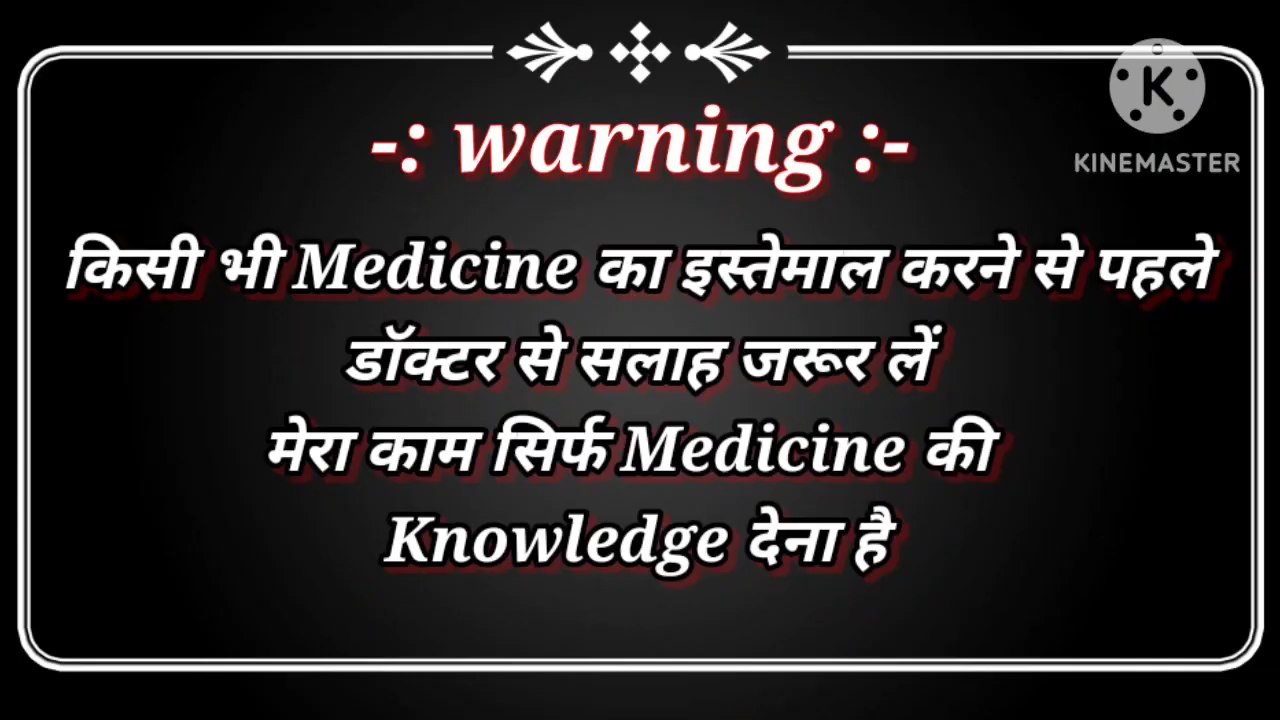 -: warning :-
KINEMASTER
किसी भी Medicine का इस्तेमाल करने से पहले
डॉक्टर से सलाह जरूर लें
मेरा काम सिर्फ Medicine की
Knowledge देना है